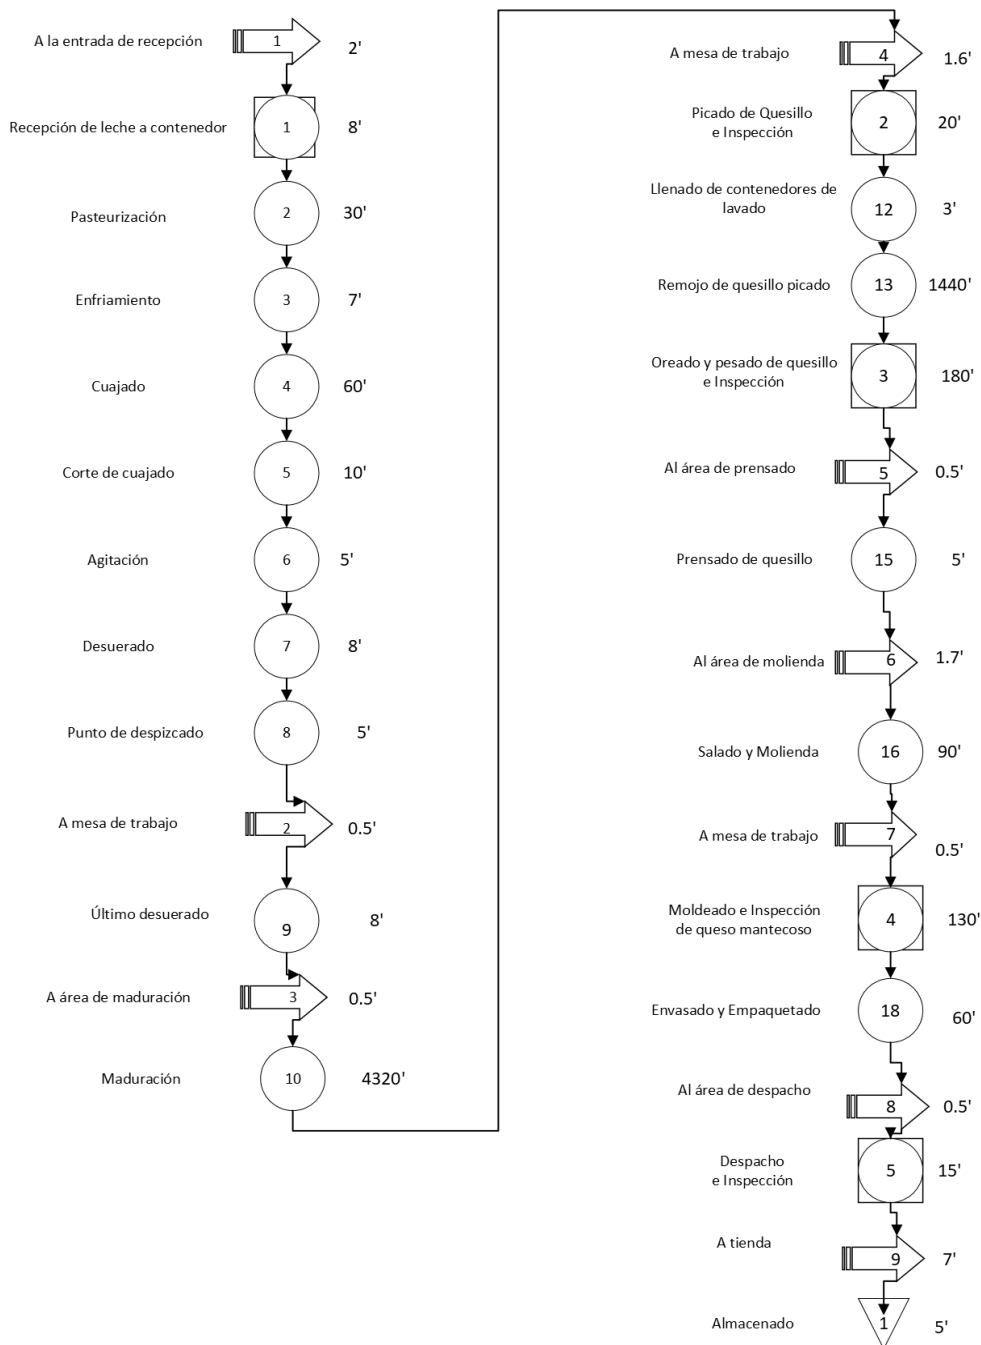 A la entrada de recepción
1
2'
Recepción de leche a contenedor
1
8'
Pasteurización
2
30'
Enfriamiento
3
7'
Cuajado
4
60'
Corte de cuajado
5
10'
Agitación
6
5'
Desuerado
7
8'
Punto de despizcado
8
5'
A mesa de trabajo
2
0.5'
Último desuerado
9
8'
A área de maduración
3
0.5'
Maduración
10
4320'
A mesa de trabajo
4
1.6'
Picado de Quesillo
e Inspección
2
20'
Llenado de contenedores de
lavado
12
3'
Remojo de quesillo picado
13
1440'
Oreado y pesado de quesillo
e Inspección
3
180'
Al área de prensado
5
0.5'
Prensado de quesillo
15
5'
Al área de molienda
6
1.7'
Salado y Molienda
16
90'
A mesa de trabajo
7
0.5'
Moldeado e Inspección
de queso mantecoso
4
130'
Envasado y Empaquetado
18
60'
Al área de despacho
8
0.5'
Despacho
e Inspección
5
15'
A tienda
9
7'
Almacenado
1
5'